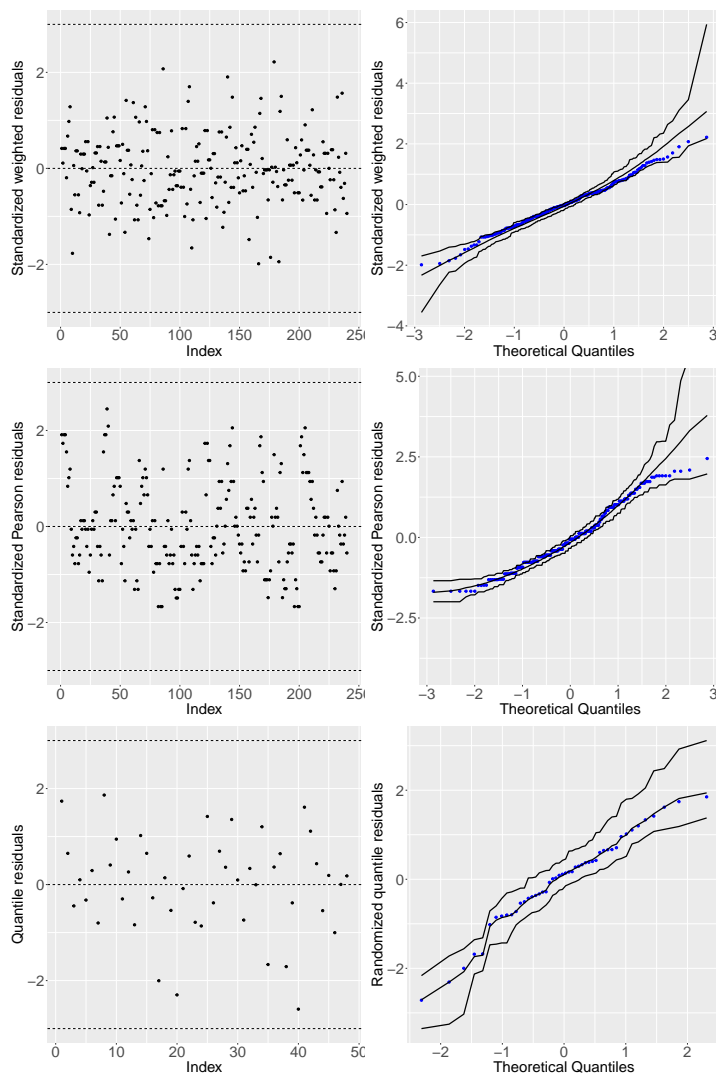 Standardized weighted residuals
2
0
−2
0 50 100 150 200 250
Index
Standardized weighted residuals
6
4
2
0
−2
−4
−3 −2 −1 0 1 2 3
Theoretical Quantiles
Standardized Pearson residuals
2
0
−2
0 50 100 150 200 250
Index
Standardized Pearson residuals
5.0
2.5
0.0
−2.5
−3 −2 −1 0 1 2 3
Theoretical Quantiles
Quantile residuals
2
0
−2
0 10 20 30 40 50
Index
Randomized quantile residuals
2
0
−2
−2 −1 0 1 2
Theoretical Quantiles